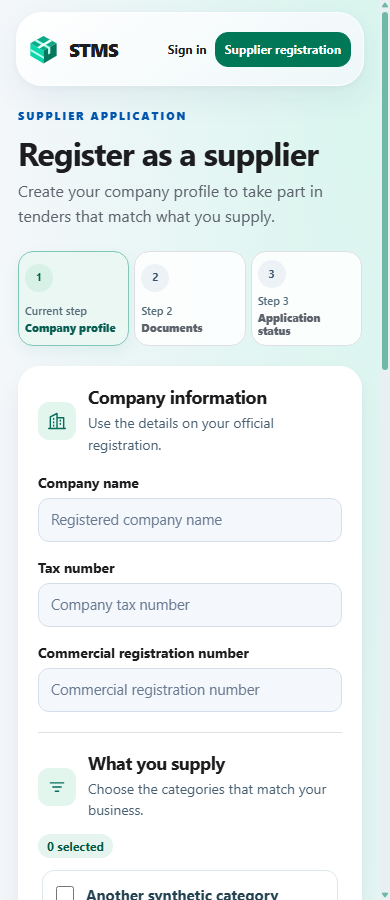 STMS
Sign in
Supplier registration
SUPPLIER APPLICATION
Register as a supplier
Create your company profile to take part in
tenders that match what you supply.
1
Current step
Company profile
2
Step 2
Documents
3
Step 3
Application
status
Company information
Use the details on your official
registration.
Company name
Registered company name
Tax number
Company tax number
Commercial registration number
Commercial registration number
What you supply
Choose the categories that match your
business.
0 selected
Another synthetic category